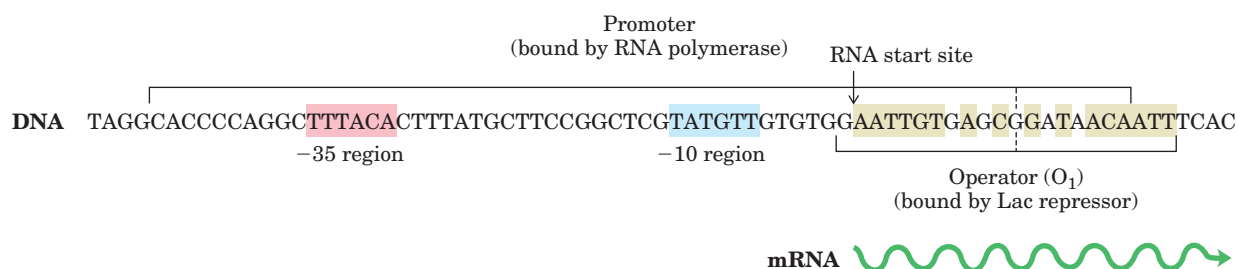 Promoter
(bound by RNA polymerase)
RNA start site
DNA TAGGCACCCCAGGCTTTACACTTTATGCTTCCGGCTCGTATGTTGTGTGGAATTGTGAGCGGATAACAATTTCAC
−35 region
−10 region
Operator (O₁)
(bound by Lac repressor)
mRNA